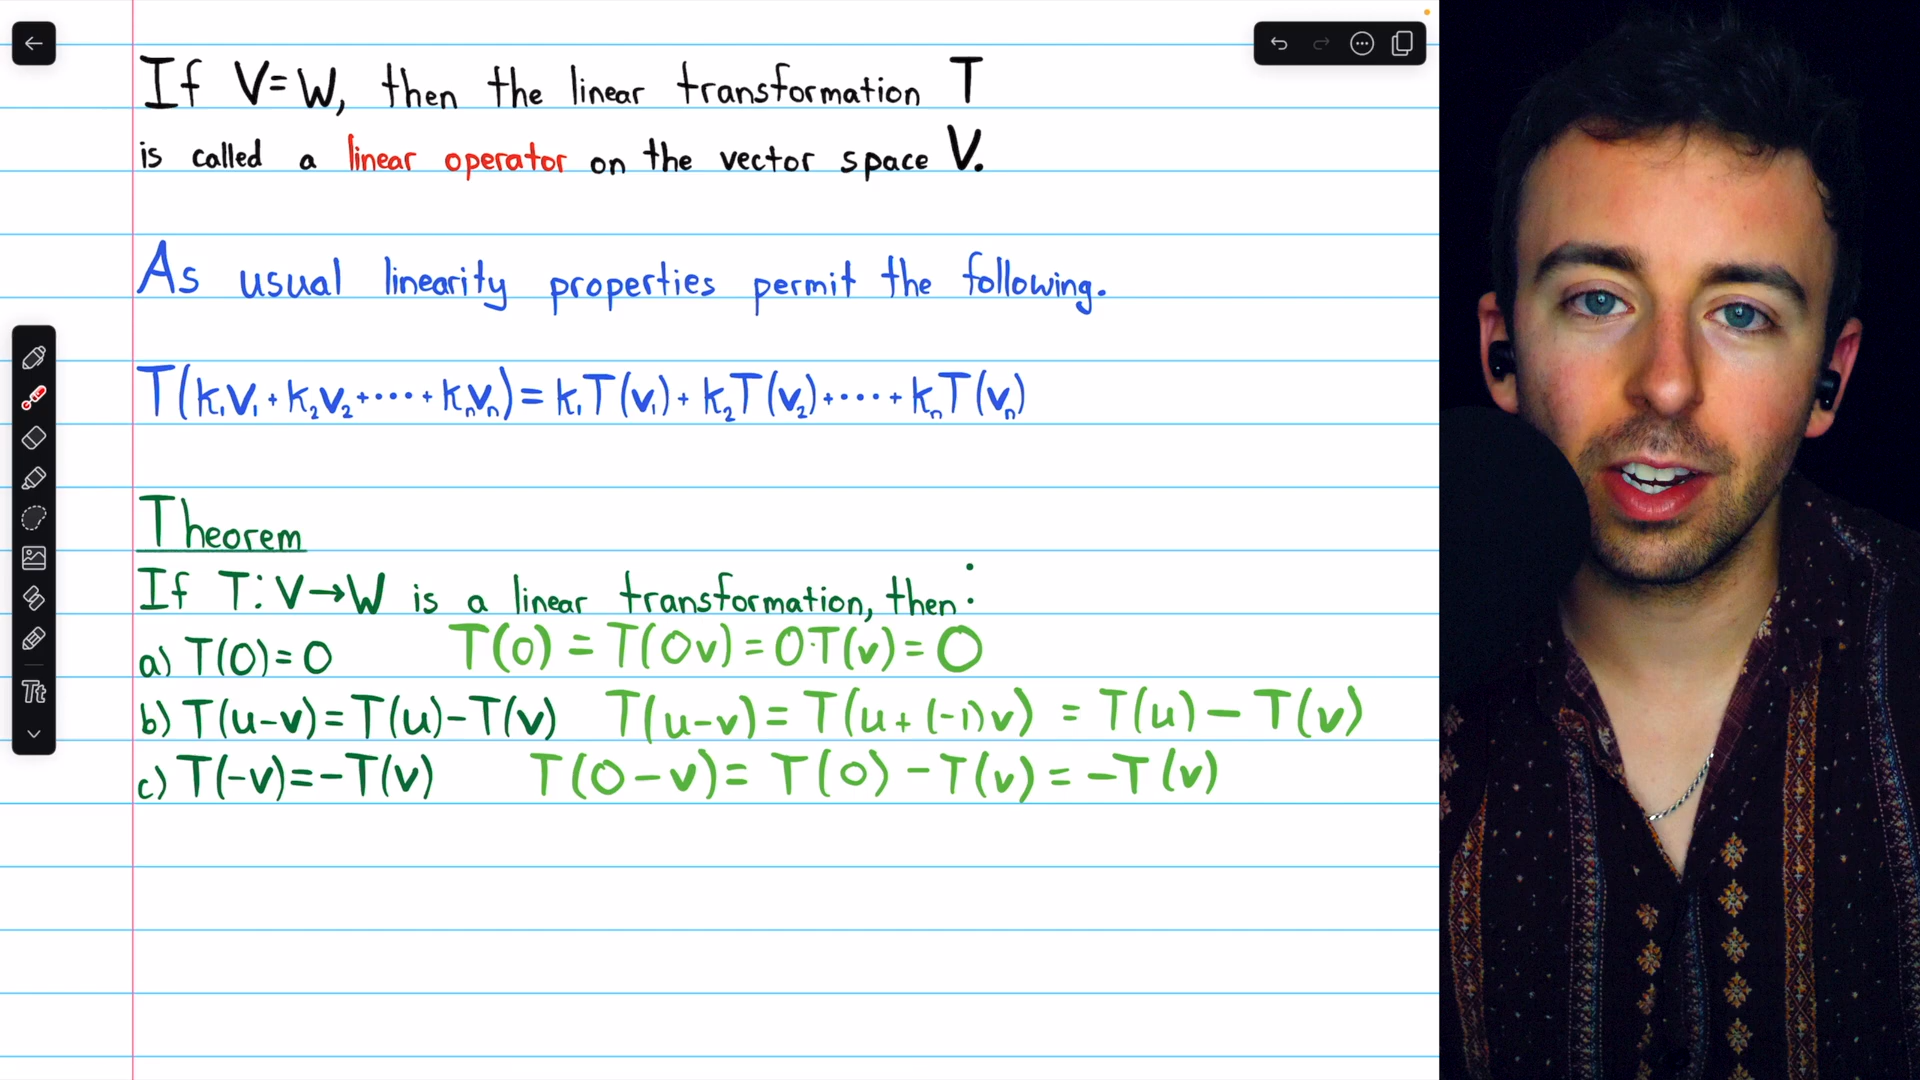 If V=W, then the linear transformation T
is called a linear operator on the vector space V.
As usual linearity properties permit the following.
T(k₁v₁+k₂v₂+····+kₙvₙ)=k₁T(v₁)+k₂T(v₂)+····+kₙT(vₙ)
Theorem
If T:V→W is a linear transformation, then:
a) T(0)=0 T(0)=T(0v)=0·T(v)=0
b) T(u-v)=T(u)-T(v) T(u-v)=T(u+(-1)v)=T(u)-T(v)
c) T(-v)=-T(v) T(0-v)=T(0)-T(v)=-T(v)
Tt